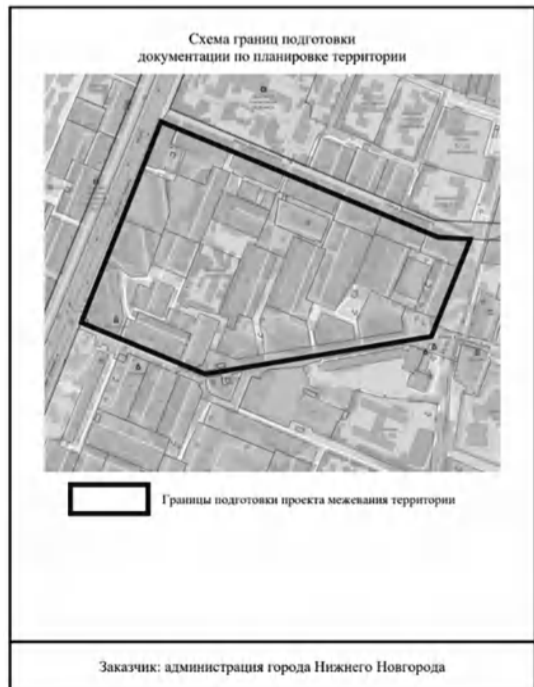 Схема границ подготовки
документации по планировке территории
Границы подготовки проекта межевания территории
Заказчик: администрация города Нижнего Новгорода